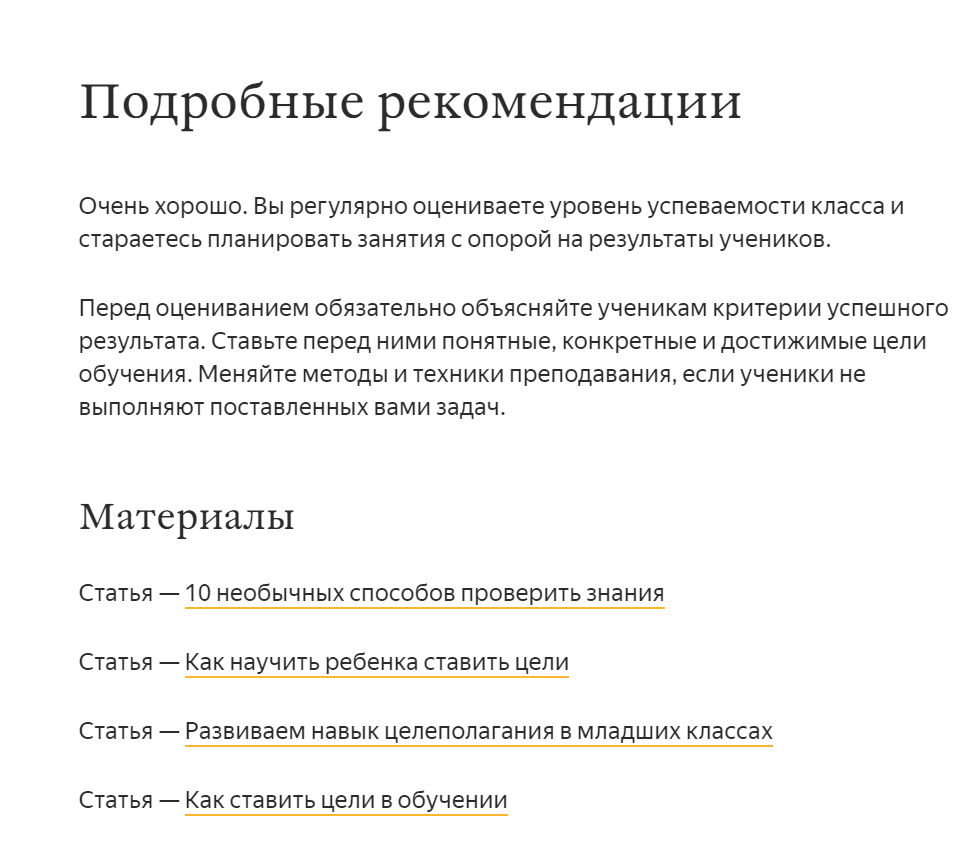 Подробные рекомендации
Очень хорошо. Вы регулярно оцениваете уровень успеваемости класса и
стараетесь планировать занятия с опорой на результаты учеников.
Перед оцениванием обязательно объясняйте ученикам критерии успешного
результата. Ставьте перед ними понятные, конкретные и достижимые цели
обучения. Меняйте методы и техники преподавания, если ученики не
выполняют поставленных вами задач.
Материалы
Статья — 10 необычных способов проверить знания
Статья — Как научить ребенка ставить цели
Статья — Развиваем навык целеполагания в младших классах
Статья — Как ставить цели в обучении